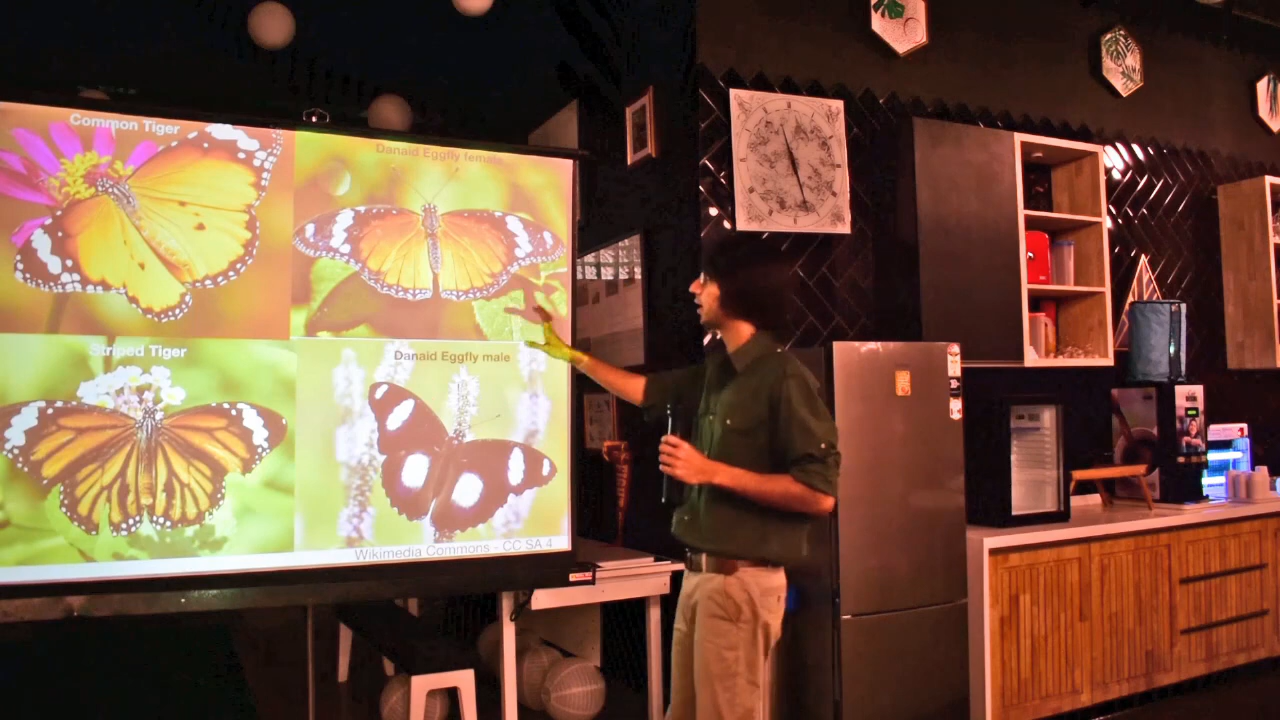 Common Tiger
Danaid Eggfly female
Striped Tiger
Danaid Eggfly male
Wikimedia Commons - CC SA 4